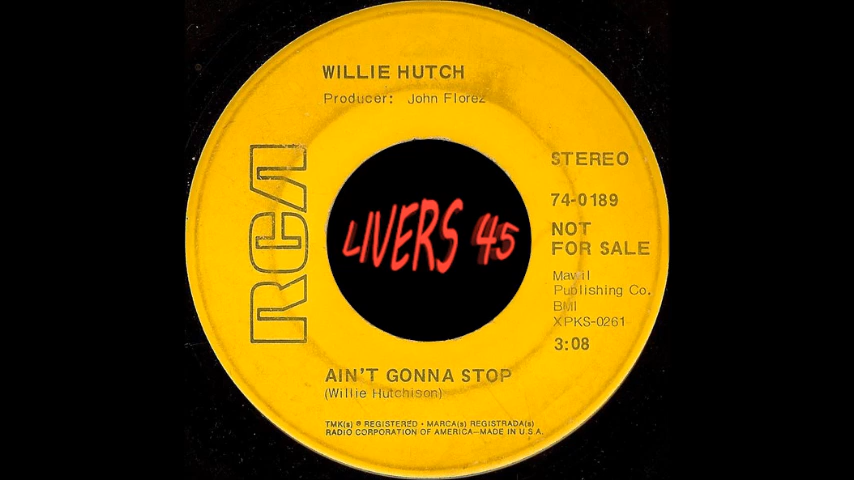 WILLIE HUTCH
Producer: John Florez
RCA
STEREO
74-0189
NOT
FOR SALE
LIVERS 45
Publishing Co.
BMI
XPKS-0261
3:08
AIN'T GONNA STOP
(Willie Hutchison)
TMK(s) ® REGISTERED • MARCA(s) REGISTRADA(s)
RADIO CORPORATION OF AMERICA—MADE IN U.S.A.